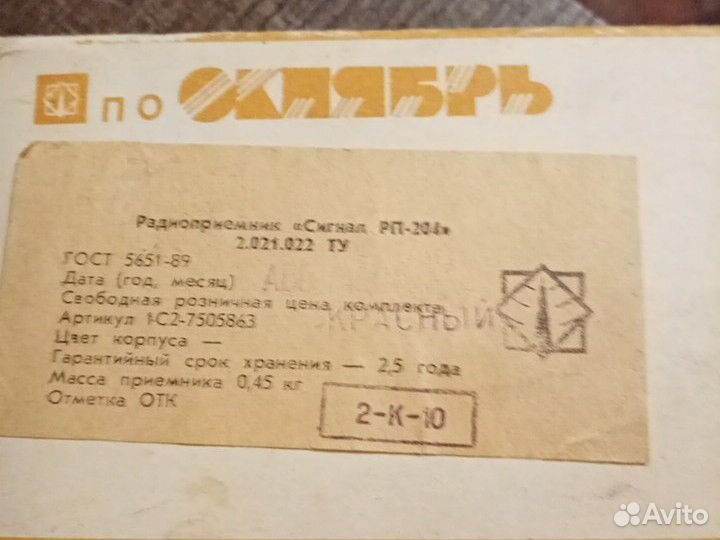 ПО ОКТЯБРЬ
Радиоприемник «Сигнал РП-204»
2.021.022 ТУ
ГОСТ 5651-89
Дата (год, месяц)
Свободная розничная цена комплекта
Артикул 1-С2-7505863
КРАСНЫЙ
Цвет корпуса —
Гарантийный срок хранения — 2,5 года
Масса приемника 0,45 кг
Отметка ОТК
2-К-10
Avito